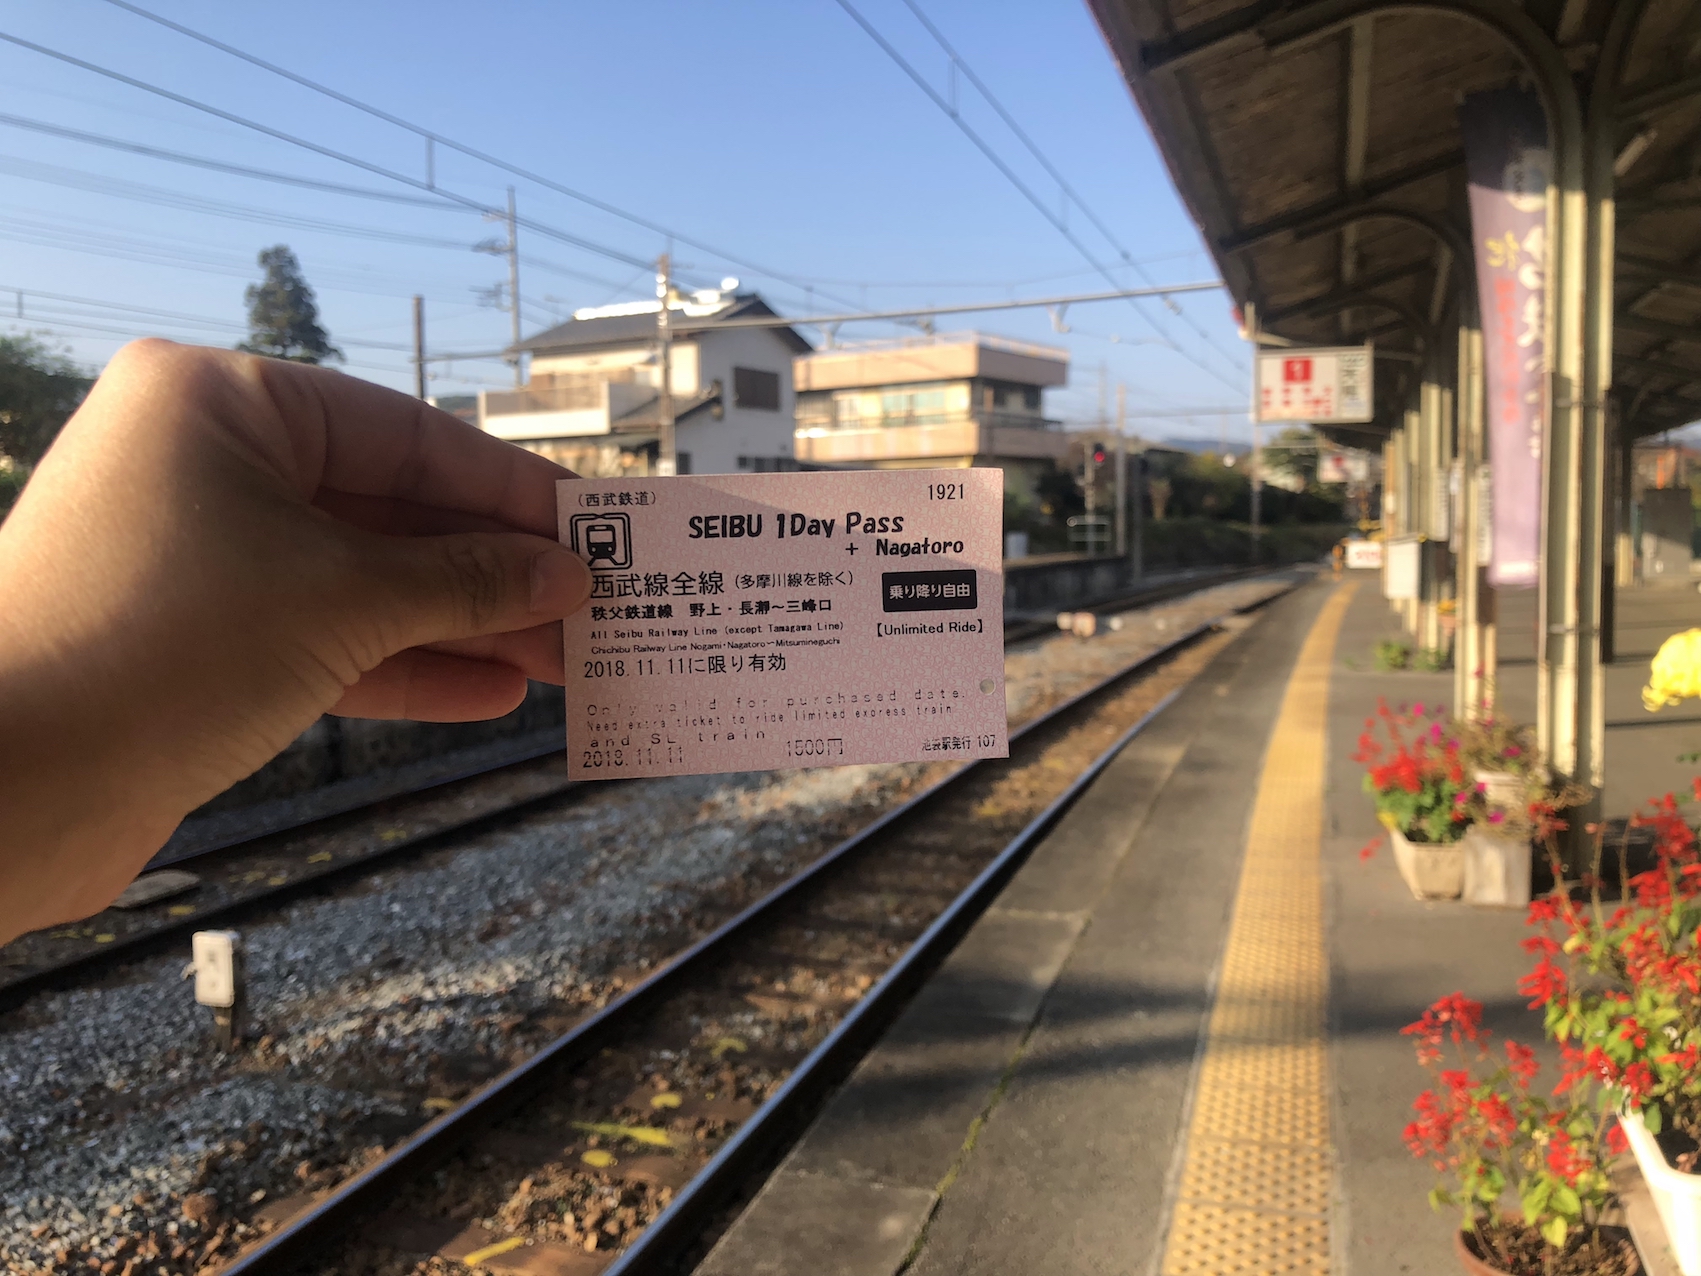 (西武鉄道)
1921
SEIBU 1Day Pass
+ Nagatoro
西武線全線 (多摩川線を除く)
乗り降り自由
秩父鉄道線 野上・長瀞〜三峰口
All Seibu Railway Line (except Tamagawa Line)
【Unlimited Ride】
Chichibu Railway Line Nogami・Nagatoro〜Mitsumineguchi
2018.11.11に限り有効
Only valid for purchased date.
Need extra ticket to ride limited express train
and SL train
2018.11.11
1500円
池袋駅発行 107